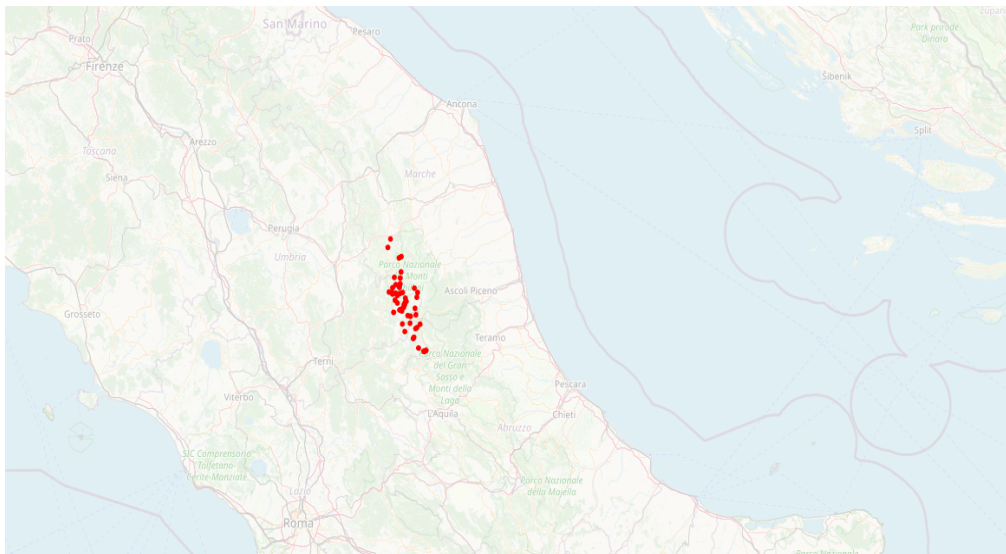 San Marino
Pesaro
Prato
Firenze
Park prirode
Dinara
Šibenik
Ancona
Split
Arezzo
Toscana
Siena
Marche
Perugia
Umbria
Parco Nazionale
Monti
Ascoli Piceno
Grosseto
Teramo
Parco Nazionale
del Gran
Sasso e
Monti della
Laga
Terni
Viterbo
Pescara
L'Aquila
Chieti
Abruzzo
SIC Comprensorio
Tolfetano-
Cerite-Manziate
Parco Nazionale
della Majella
Lazio
Roma
Parco Nazionale